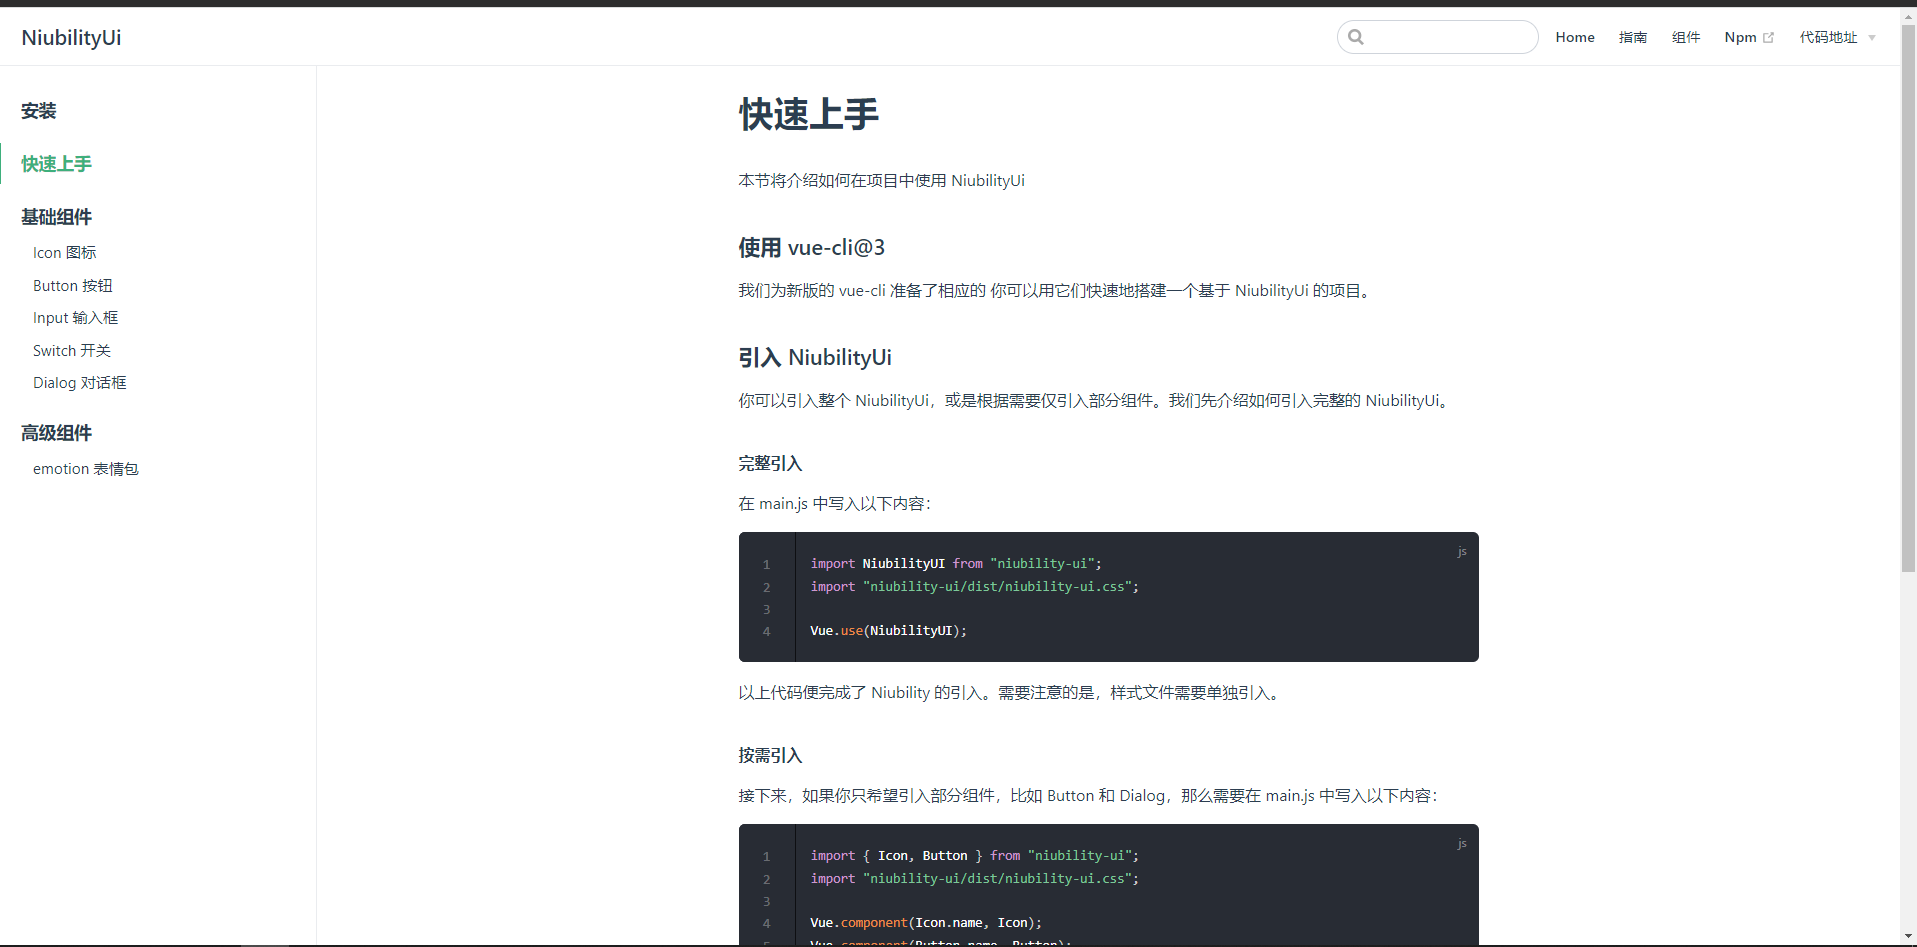 NiubilityUi
Home 指南 组件 Npm 代码地址
安装
快速上手
基础组件
Icon 图标
Button 按钮
Input 输入框
Switch 开关
Dialog 对话框
高级组件
emotion 表情包
快速上手
本节将介绍如何在项目中使用 NiubilityUi
使用 vue-cli@3
我们为新版的 vue-cli 准备了相应的 你可以用它们快速地搭建一个基于 NiubilityUi 的项目。
引入 NiubilityUi
你可以引入整个 NiubilityUi，或是根据需要仅引入部分组件。我们先介绍如何引入完整的 NiubilityUi。
完整引入
在 main.js 中写入以下内容：
js
1 import NiubilityUI from "niubility-ui";
2 import "niubility-ui/dist/niubility-ui.css";
3
4 Vue.use(NiubilityUI);
以上代码便完成了 Niubility 的引入。需要注意的是，样式文件需要单独引入。
按需引入
接下来，如果你只希望引入部分组件，比如 Button 和 Dialog，那么需要在 main.js 中写入以下内容：
js
1 import { Icon, Button } from "niubility-ui";
2 import "niubility-ui/dist/niubility-ui.css";
3
4 Vue.component(Icon.name, Icon);
5 Vue.component(Button.name, Button);